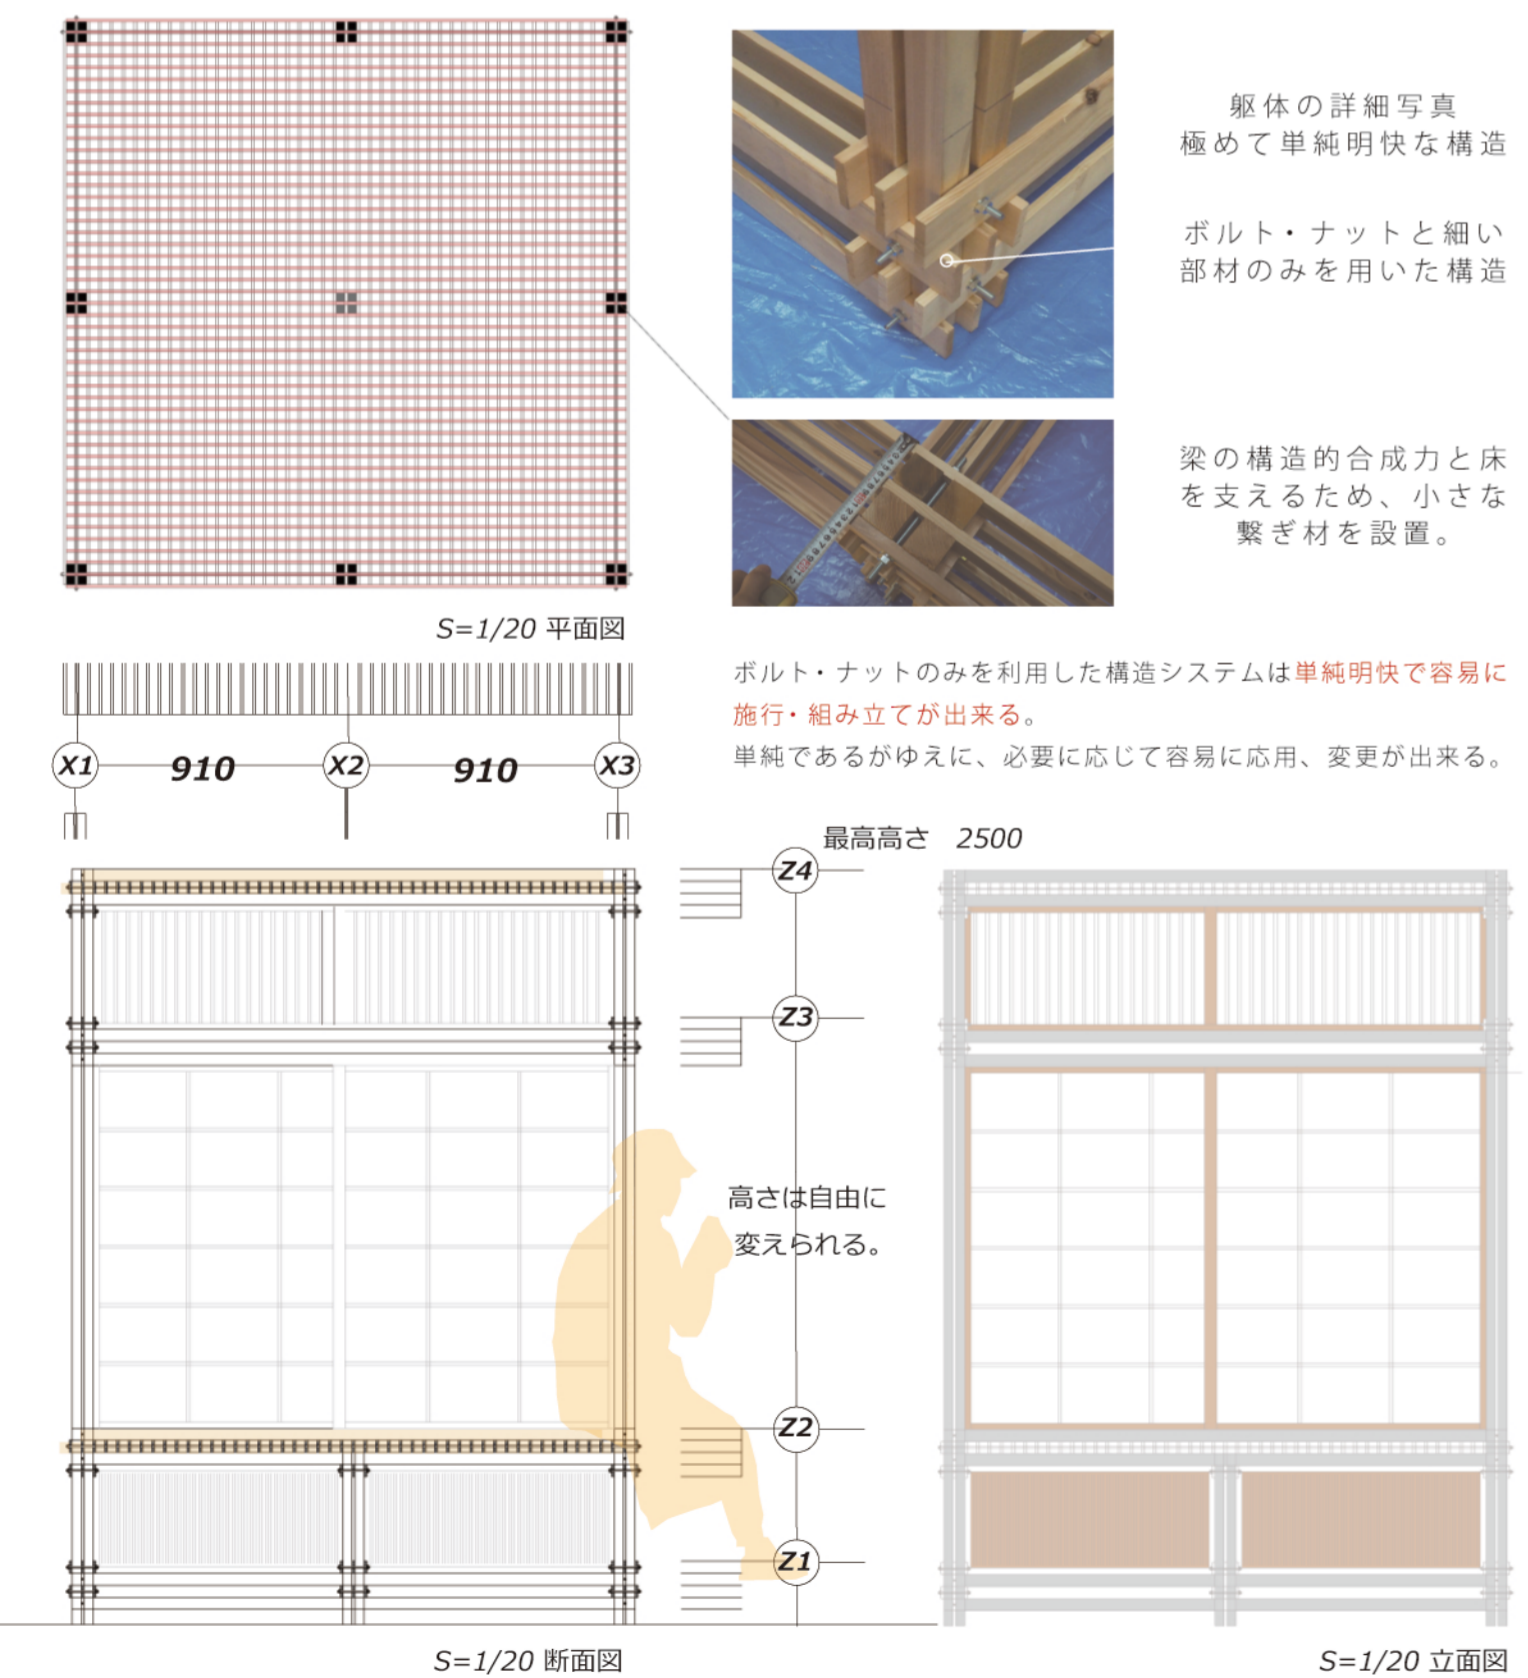 躯体の詳細写真
極めて単純明快な構造
ボルト・ナットと細い
部材のみを用いた構造
梁の構造的合成力と床
を支えるため、小さな
繋ぎ材を設置。
S=1/20 平面図
ボルト・ナットのみを利用した構造システムは単純明快で容易に
施行・組み立てが出来る。
単純であるがゆえに、必要に応じて容易に応用、変更が出来る。
X1 910 X2 910 X3
最高高さ 2500
Z4
Z3
高さは自由に
変えられる。
Z2
Z1
S=1/20 断面図
S=1/20 立面図